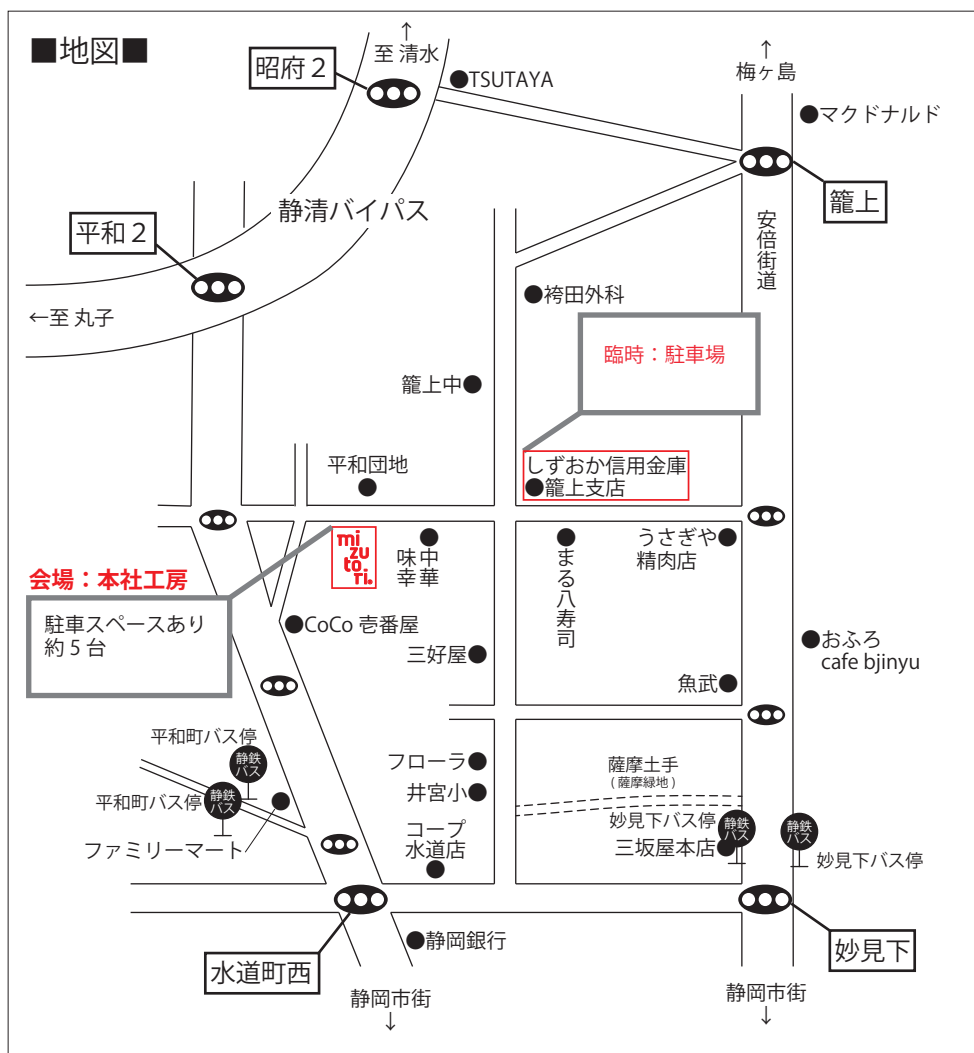 ■地図■
↑
至 清水
昭府２
TSUTAYA
↑
梅ヶ島
マクドナルド
籠上
静清バイパス
平和２
安倍街道
←至 丸子
袴田外科
臨時：駐車場
籠上中
平和団地
しずおか信用金庫
籠上支店
mi
zu
to
ri.
中華
味幸
まる八寿司
うさぎや
精肉店
会場：本社工房
駐車スペースあり
約５台
CoCo 壱番屋
三好屋
おふろ
cafe bjinyu
魚武
平和町バス停
静鉄
バス
平和町バス停
静鉄
バス
ファミリーマート
フローラ
井宮小
コープ
水道店
薩摩土手
( 薩摩緑地 )
妙見下バス停
静鉄
バス
静鉄
バス
三坂屋本店
妙見下バス停
水道町西
静岡銀行
妙見下
静岡市街
↓
静岡市街
↓